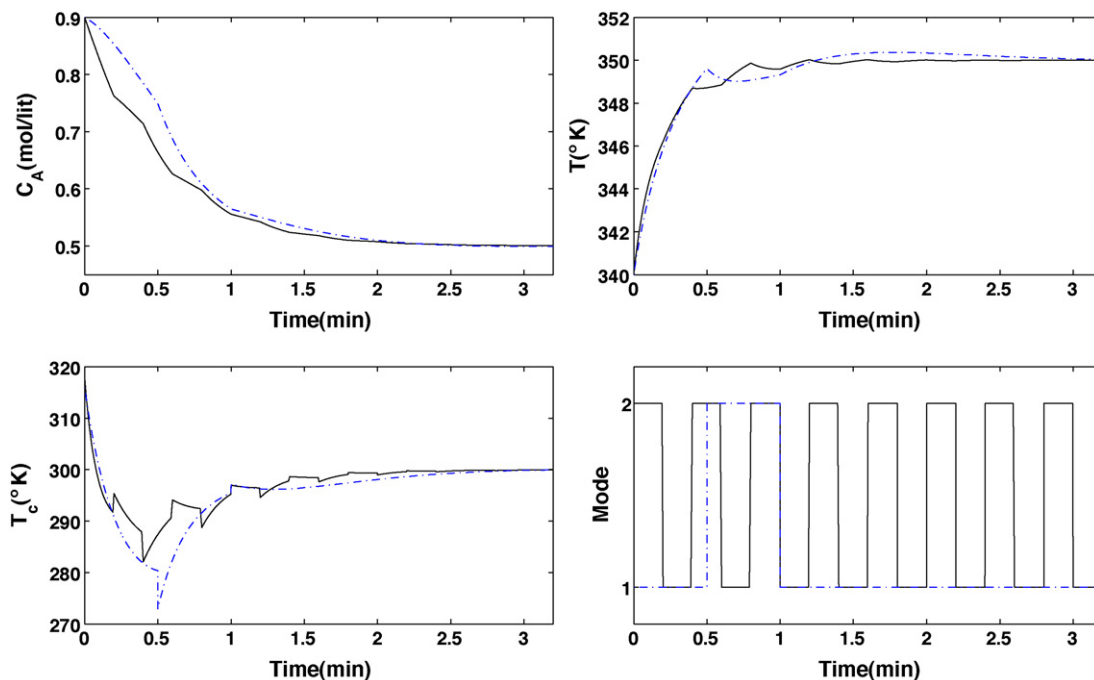 0.9
0.8
0.7
0.6
0.5
C_A(mol/lit)
0 0.5 1 1.5 2 2.5 3
Time(min)
352
350
348
346
344
342
340
T(° K)
0 0.5 1 1.5 2 2.5 3
Time(min)
320
310
300
290
280
270
T_c(° K)
0 0.5 1 1.5 2 2.5 3
Time(min)
2
1
Mode
0 0.5 1 1.5 2 2.5 3
Time(min)